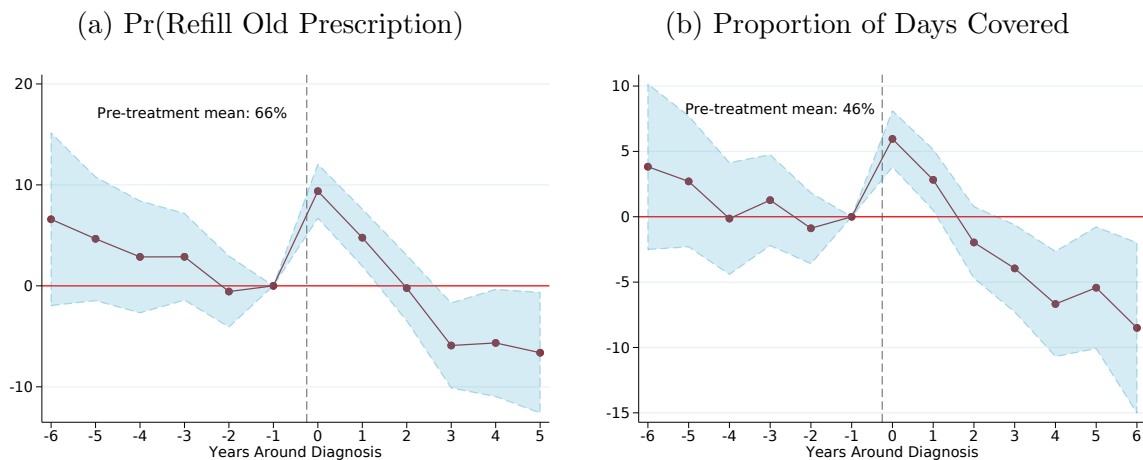 (a) Pr(Refill Old Prescription)
20
10
0
-10
Pre-treatment mean: 66%
-6 -5 -4 -3 -2 -1 0 1 2 3 4 5
Years Around Diagnosis
(b) Proportion of Days Covered
10
5
0
-5
-10
-15
Pre-treatment mean: 46%
-6 -5 -4 -3 -2 -1 0 1 2 3 4 5 6
Years Around Diagnosis